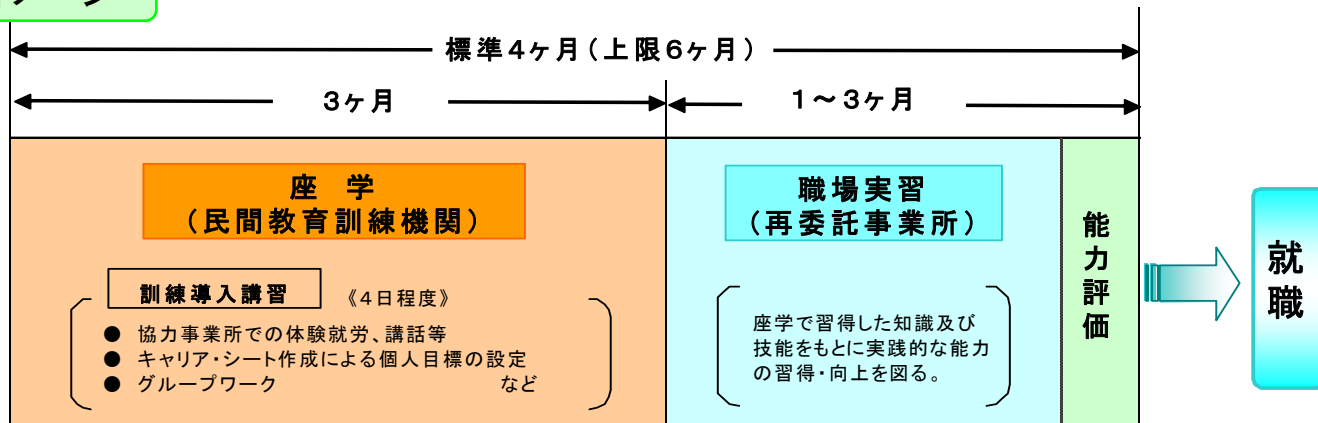 標準4ヶ月(上限6ヶ月)
3ヶ月
1～3ヶ月
座 学
(民間教育訓練機関)
訓練導入講習 《4日程度》
● 協力事業所での体験就労、講話等
● キャリア・シート作成による個人目標の設定
● グループワーク など
職場実習
(再委託事業所)
座学で習得した知識及び
技能をもとに実践的な能力
の習得・向上を図る。
能力評価
就職